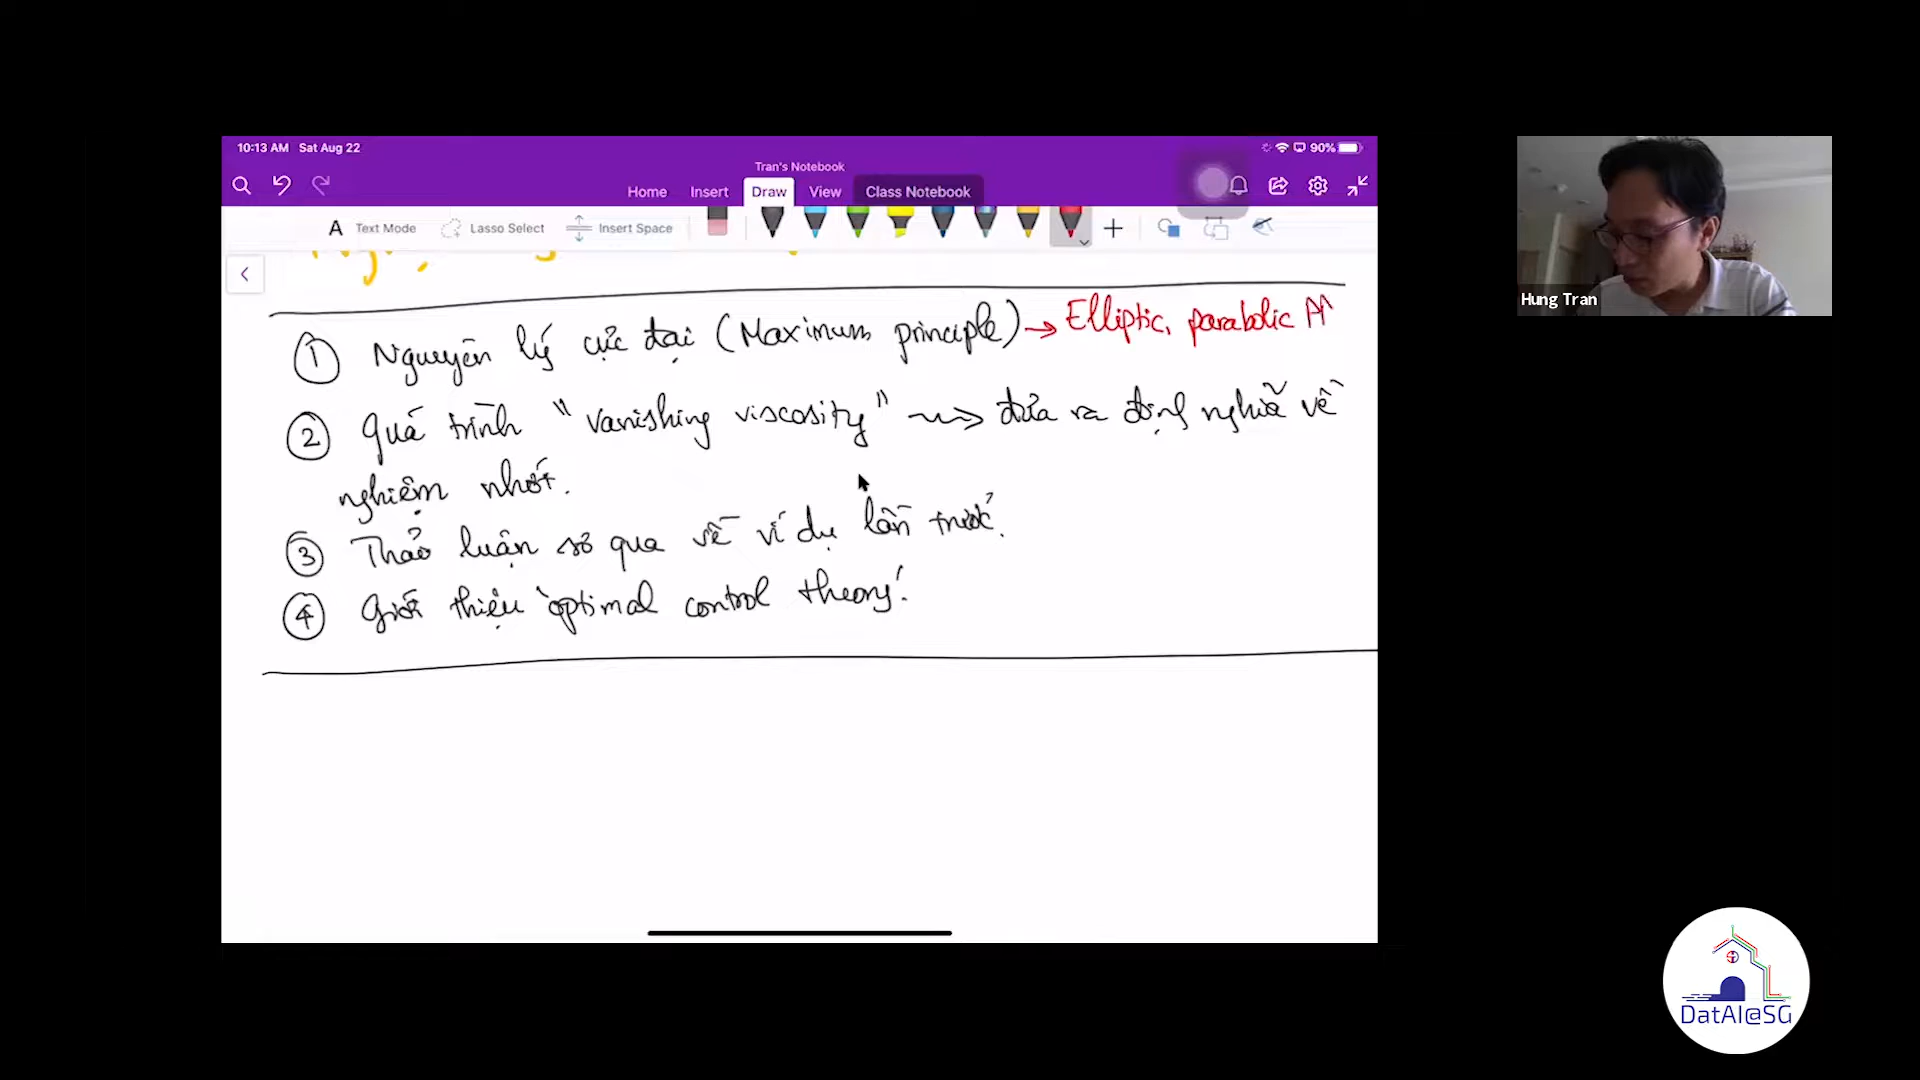 10:13 AM Sat Aug 22
90%
Tran's Notebook
Home Insert Draw View Class Notebook
A Text Mode Lasso Select Insert Space
① Nguyên lý cực đại (Maximum principle) → Elliptic, parabolic
② Quá trình "vanishing viscosity" ⇝ đưa ra định nghĩa về
nghiệm nhớt.
③ Thảo luận sơ qua về ví dụ lần trước.
④ Giới thiệu "optimal control theory".
Hung Tran
DatAI@SG